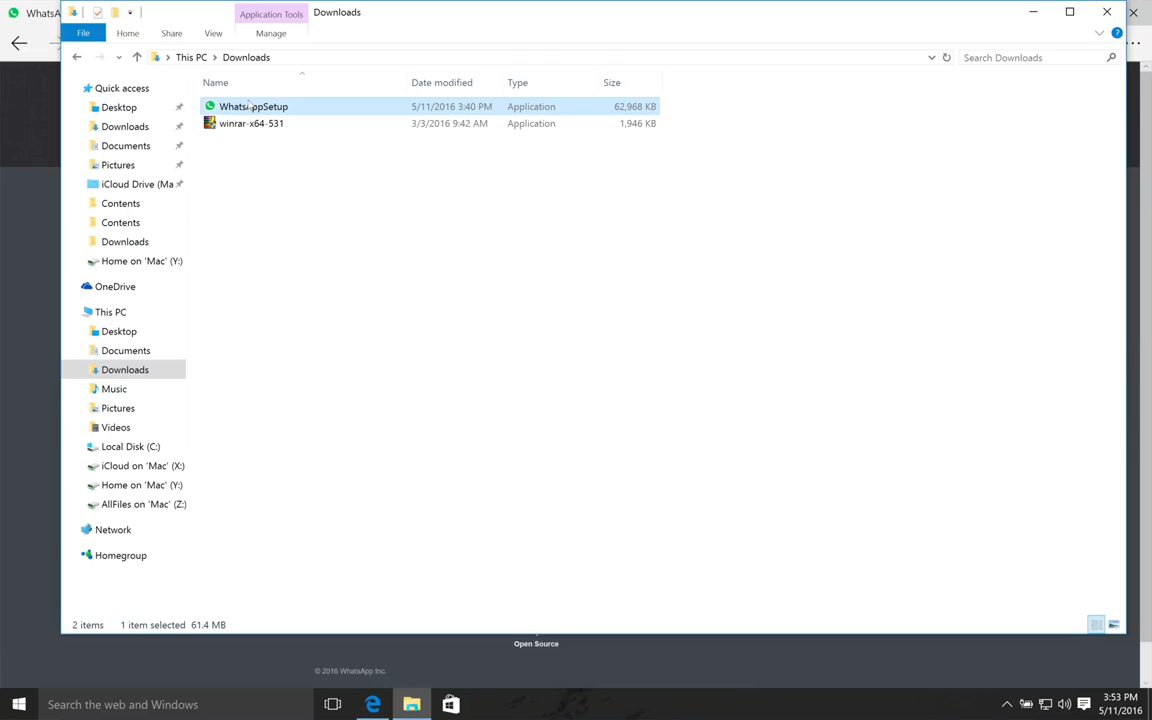 WhatsA
Application Tools
Downloads
File
Home
Share
View
Manage
This PC
Downloads
Search Downloads
Name
Date modified
Type
Size
WhatsAppSetup
5/11/2016 3:40 PM
Application
62,968 KB
winrar-x64-531
3/3/2016 9:42 AM
Application
1,946 KB
Quick access
Desktop
Downloads
Documents
Pictures
iCloud Drive (Ma
Contents
Contents
Downloads
Home on 'Mac' (Y:)
OneDrive
This PC
Desktop
Documents
Downloads
Music
Pictures
Videos
Local Disk (C:)
iCloud on 'Mac' (X:)
Home on 'Mac' (Y:)
AllFiles on 'Mac' (Z:)
Network
Homegroup
2 items
1 item selected 61.4 MB
Open Source
© 2016 WhatsApp Inc.
Search the web and Windows
3:53 PM
5/11/2016